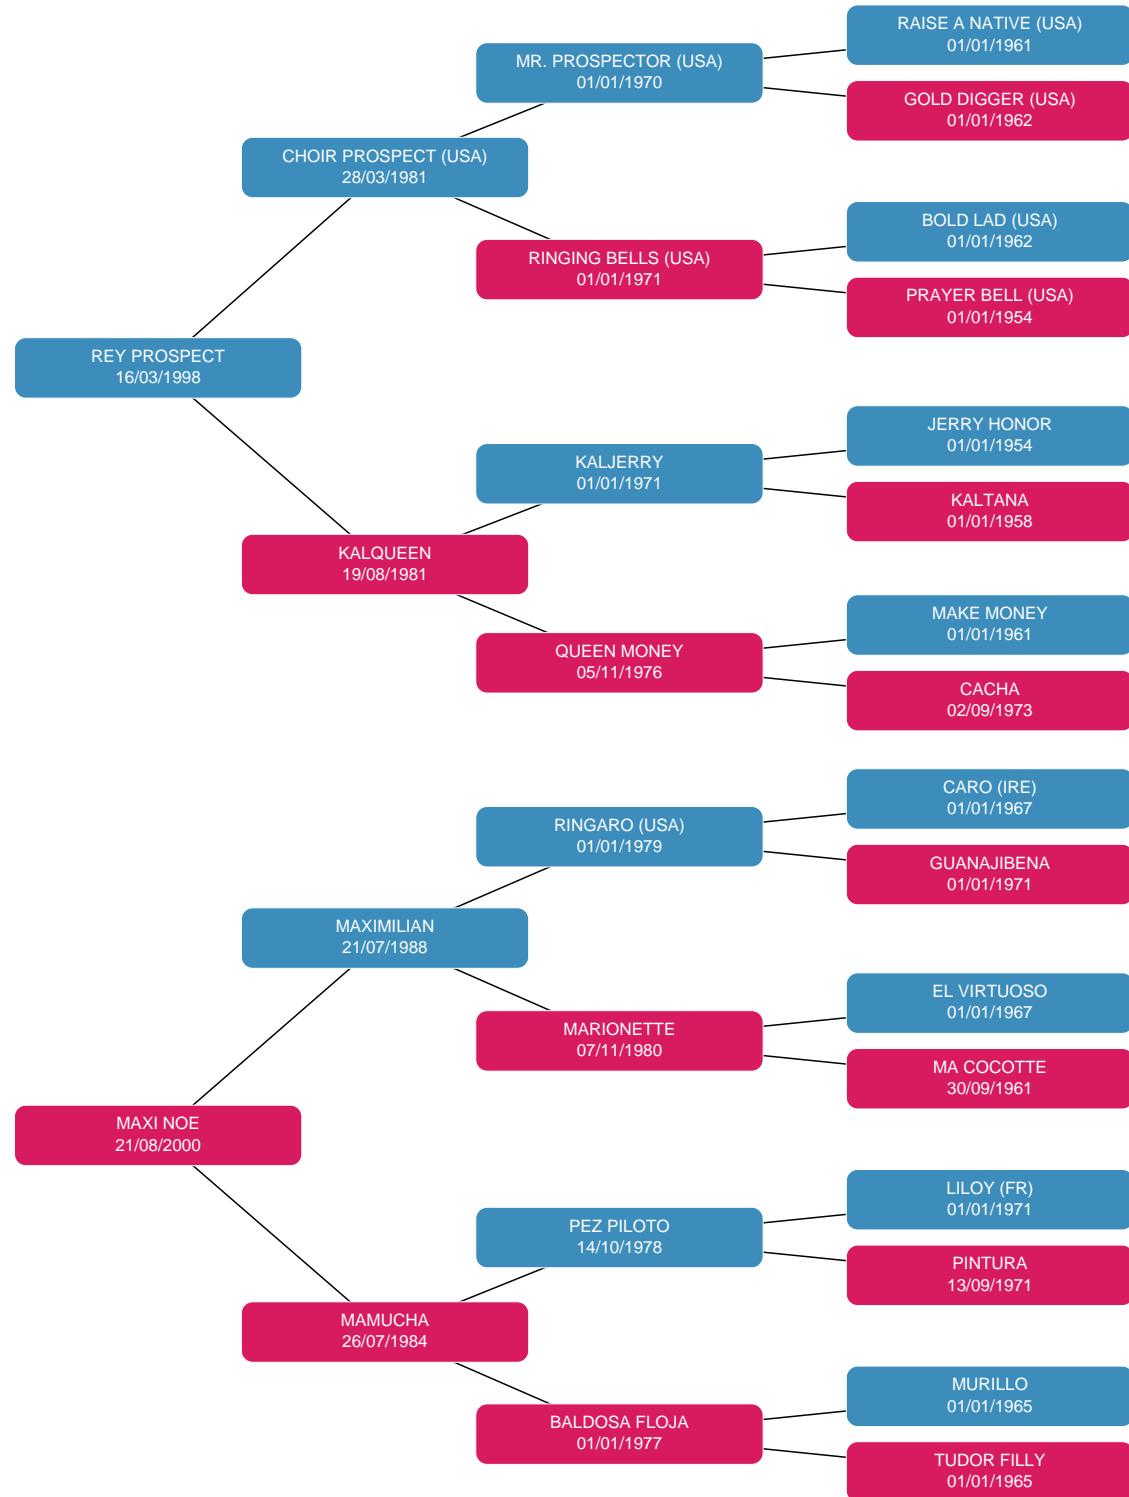 RAISE A NATIVE (USA)
01/01/1961
MR. PROSPECTOR (USA)
01/01/1970
GOLD DIGGER (USA)
01/01/1962
CHOIR PROSPECT (USA)
28/03/1981
BOLD LAD (USA)
01/01/1962
RINGING BELLS (USA)
01/01/1971
PRAYER BELL (USA)
01/01/1954
REY PROSPECT
16/03/1998
JERRY HONOR
01/01/1954
KALJERRY
01/01/1971
KALTANA
01/01/1958
KALQUEEN
19/08/1981
MAKE MONEY
01/01/1961
QUEEN MONEY
05/11/1976
CACHA
02/09/1973
CARO (IRE)
01/01/1967
RINGARO (USA)
01/01/1979
GUANAJIBENA
01/01/1971
MAXIMILIAN
21/07/1988
EL VIRTUOSO
01/01/1967
MARIONETTE
07/11/1980
MA COCOTTE
30/09/1961
MAXI NOE
21/08/2000
LILOY (FR)
01/01/1971
PEZ PILOTO
14/10/1978
PINTURA
13/09/1971
MAMUCHA
26/07/1984
MURILLO
01/01/1965
BALDOSA FLOJA
01/01/1977
TUDOR FILLY
01/01/1965